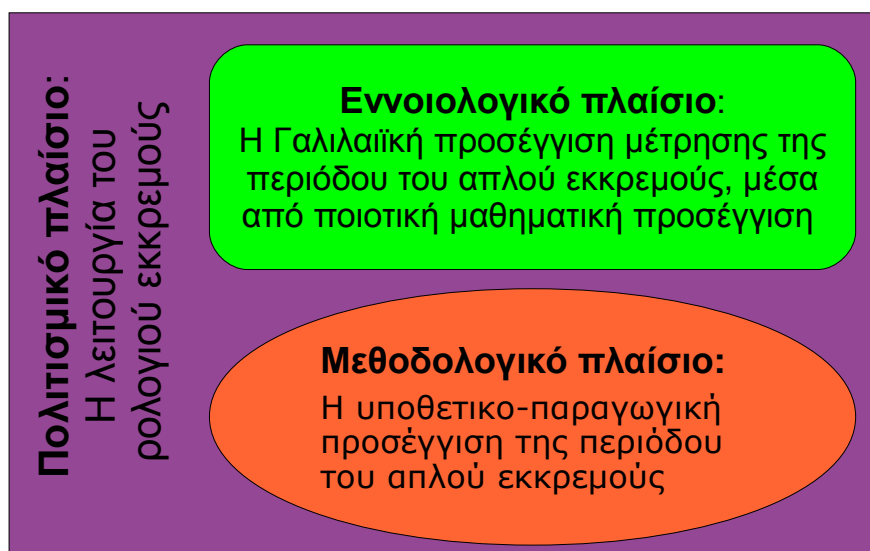 Πολιτισμικό πλαίσιο:
Η λειτουργία του
ρολογιού εκκρεμούς
Εννοιολογικό πλαίσιο:
Η Γαλιλαιϊκή προσέγγιση μέτρησης της
περιόδου του απλού εκκρεμούς, μέσα
από ποιοτική μαθηματική προσέγγιση
Μεθοδολογικό πλαίσιο:
Η υποθετικο-παραγωγική
προσέγγιση της περιόδου
του απλού εκκρεμούς